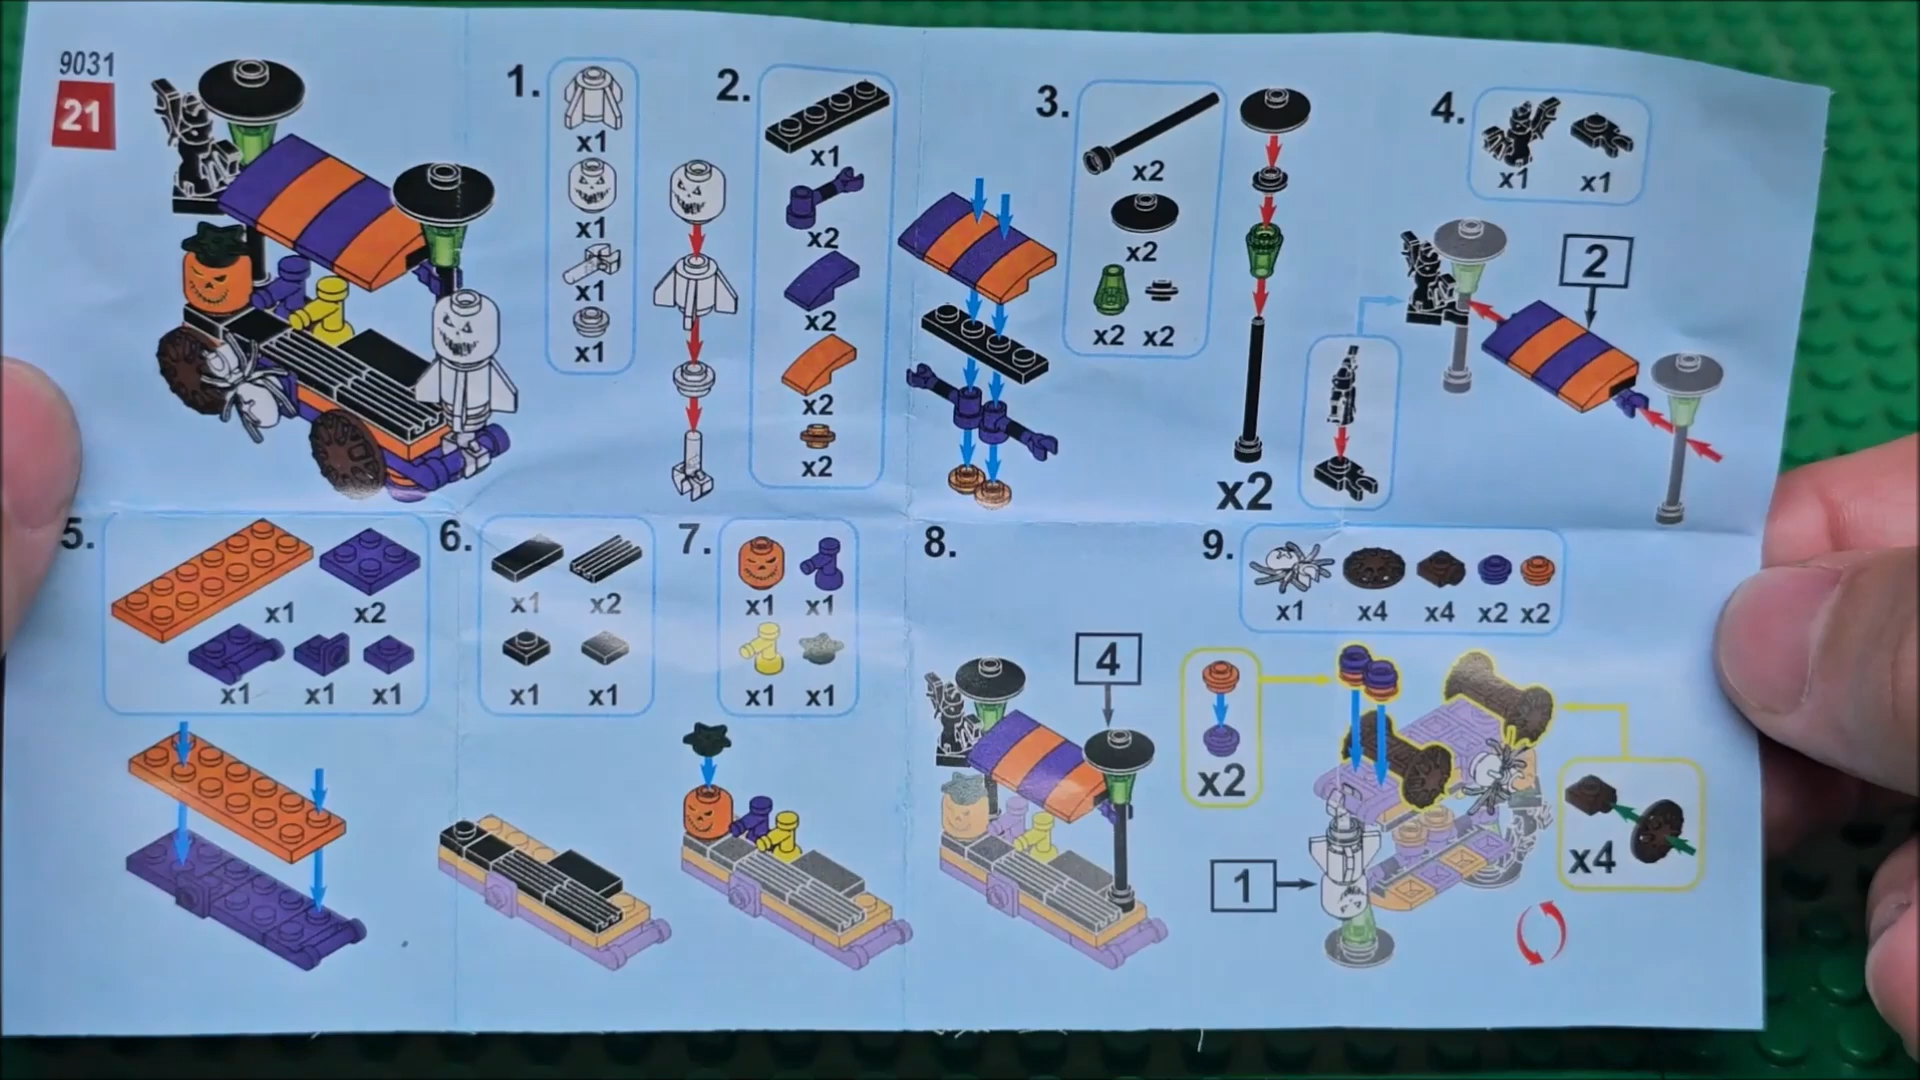 9031
21
1.
x1
x1
x1
x1
2.
x1
x2
x2
x2
x2
3.
x2
x2
x2 x2
x2
4.
x1 x1
2
5.
x1 x2
x1 x1 x1
6.
x1 x2
x1 x1
7.
x1 x1
x1 x1
8.
4
9.
x1 x4 x4 x2 x2
x2
1
x4